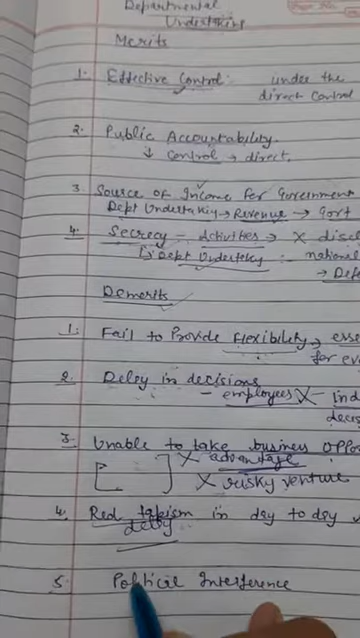 Departmental
Undertaking
Merits
1. Effective Control: under the
direct Control
2. Public Accountability
↓ control → direct.
3. Source of Income for Government
Dept Undertaking → Revenue → Govt
4. Secrecy - Activities → X
Dept Undertaking : national
→ Def
Demerits
1. Fail to Provide Flexibility →
for
2. Delay in decisions
- employees X -
3. Unable to take business
[ ] X advantage
X risky venture
4. Red tapism in day to day
delay
5. Political Interference